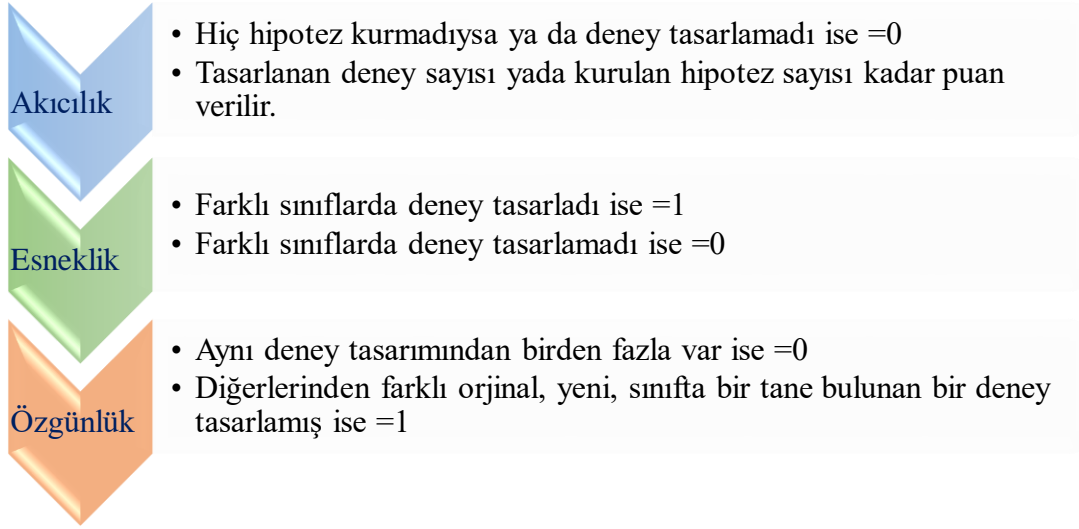 Akıcılık
• Hiç hipotez kurmadıysa ya da deney tasarlamadı ise =0
• Tasarlanan deney sayısı yada kurulan hipotez sayısı kadar puan
verilir.
Esneklik
• Farklı sınıflarda deney tasarladı ise =1
• Farklı sınıflarda deney tasarlamadı ise =0
Özgünlük
• Aynı deney tasarımından birden fazla var ise =0
• Diğerlerinden farklı orjinal, yeni, sınıfta bir tane bulunan bir deney
tasarlamış ise =1